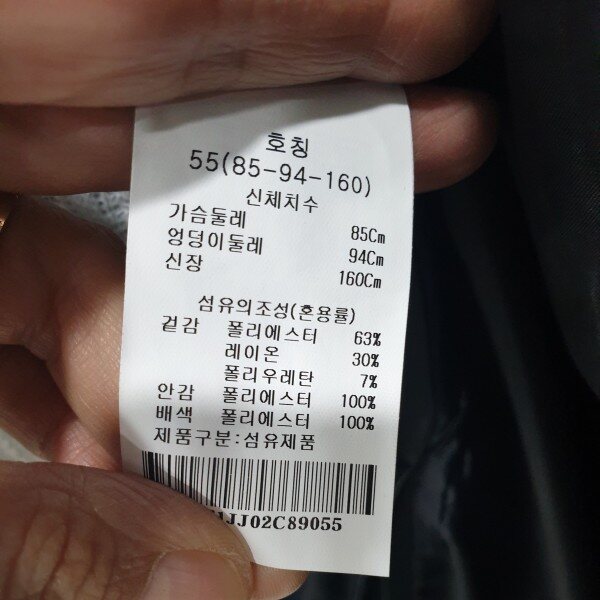 호칭
55(85-94-160)
신체치수
가슴둘레 85Cm
엉덩이둘레 94Cm
신장 160Cm
섬유의조성(혼용률)
겉감 폴리에스터 63%
레이온 30%
폴리우레탄 7%
안감 폴리에스터 100%
배색 폴리에스터 100%
제품구분:섬유제품